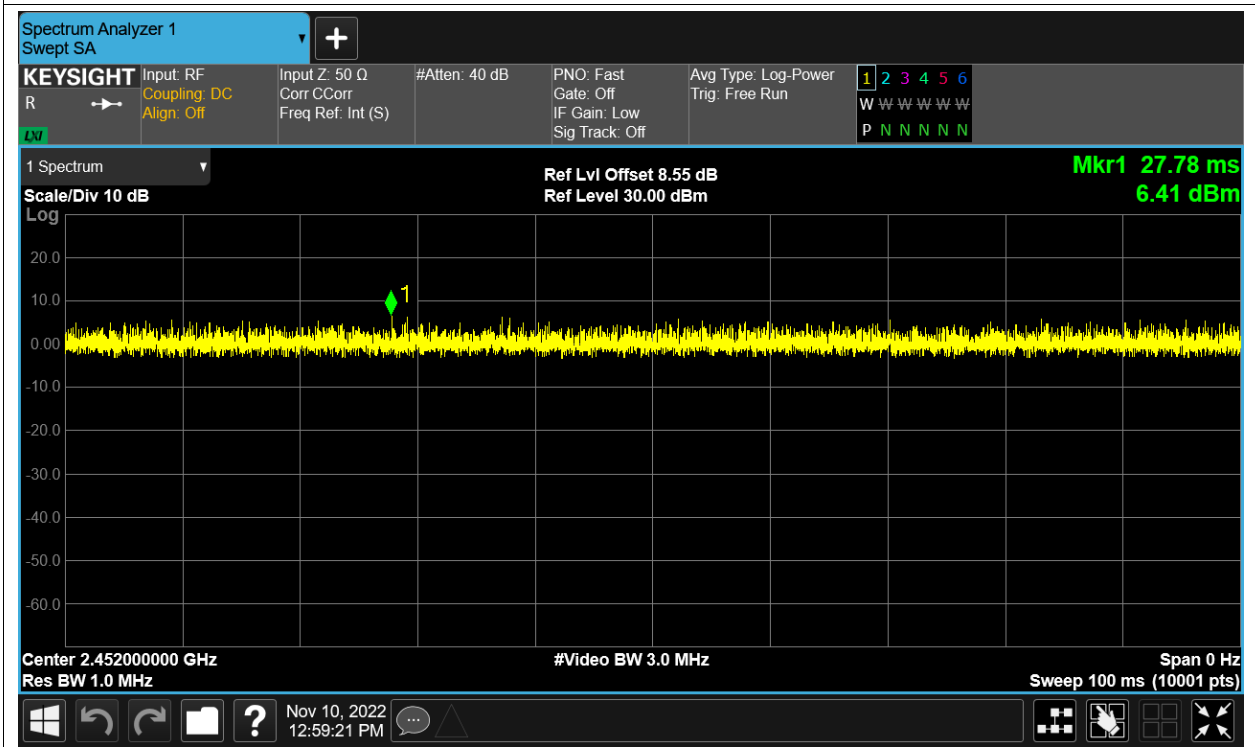 Spectrum Analyzer 1
Swept SA
KEYSIGHT
R
LXI
Input: RF
Coupling: DC
Align: Off
Input Z: 50 Ω
Corr CCorr
Freq Ref: Int (S)
#Atten: 40 dB
PNO: Fast
Gate: Off
IF Gain: Low
Sig Track: Off
Avg Type: Log-Power
Trig: Free Run
1 2 3 4 5 6
W W W W W W
P N N N N N
1 Spectrum
Scale/Div 10 dB
Log
Ref Lvl Offset 8.55 dB
Ref Level 30.00 dBm
Mkr1 27.78 ms
6.41 dBm
20.0
10.0
1
0.00
-10.0
-20.0
-30.0
-40.0
-50.0
-60.0
Center 2.452000000 GHz
#Video BW 3.0 MHz
Span 0 Hz
Res BW 1.0 MHz
Sweep 100 ms (10001 pts)
?
Nov 10, 2022
12:59:21 PM